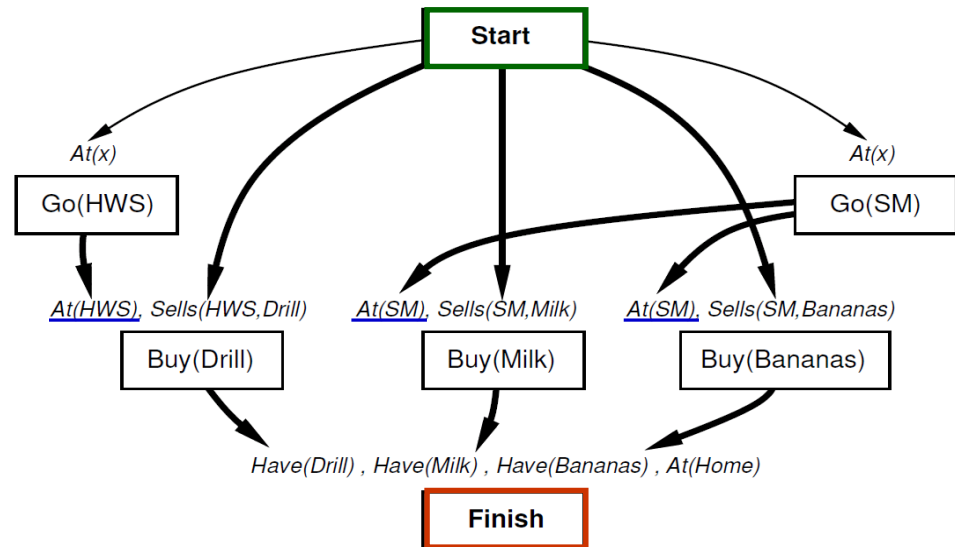 Start
At(x)
At(x)
Go(HWS)
Go(SM)
At(HWS), Sells(HWS,Drill)
At(SM), Sells(SM,Milk)
At(SM), Sells(SM,Bananas)
Buy(Drill)
Buy(Milk)
Buy(Bananas)
Have(Drill) , Have(Milk) , Have(Bananas) , At(Home)
Finish